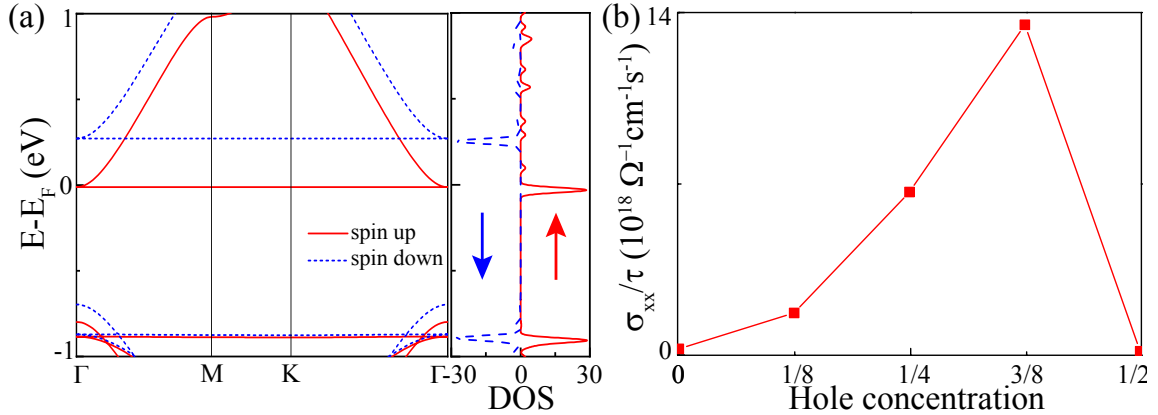 (a)
1
0
-1
E-E_F (eV)
spin up
spin down
Γ
M
K
Γ
-30
0
30
DOS
(b)
14
0
σ_xx/τ (10^18 Ω^−1cm^-1s^-1)
0
1/8
1/4
3/8
1/2
Hole concentration